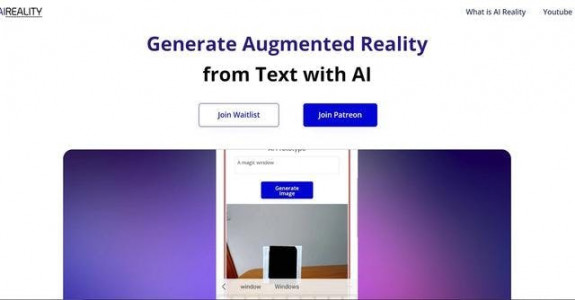 AIREALITY
What is AI Reality
Youtube
Generate Augmented Reality
from Text with AI
Join Waitlist
Join Patreon
A magic window
Generate
Image
window
Windows